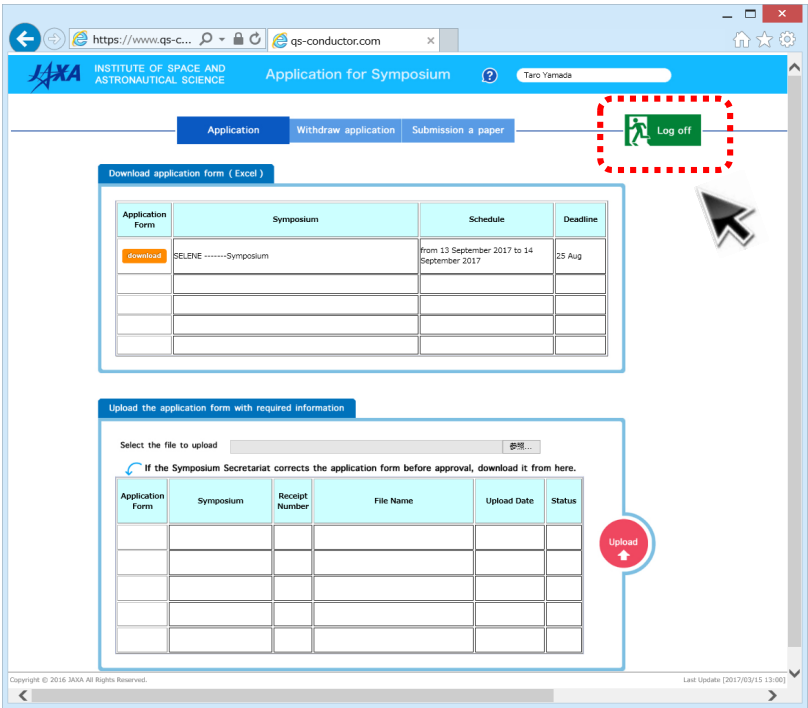 https://www.qs-c...
qs-conductor.com
JAXA
INSTITUTE OF SPACE AND
ASTRONAUTICAL SCIENCE
Application for Symposium
?
Taro Yamada
Application
Withdraw application
Submission a paper
Log off
Download application form ( Excel )
Application Form
Symposium
Schedule
Deadline
download
SELENE -------Symposium
from 13 September 2017 to 14
September 2017
25 Aug
Upload the application form with required information
Select the file to upload
参照...
If the Symposium Secretariat corrects the application form before approval, download it from here.
Application Form
Symposium
Receipt Number
File Name
Upload Date
Status
Upload
Copyright © 2016 JAXA All Rights Reserved.
Last Update [2017/03/15 13:00]